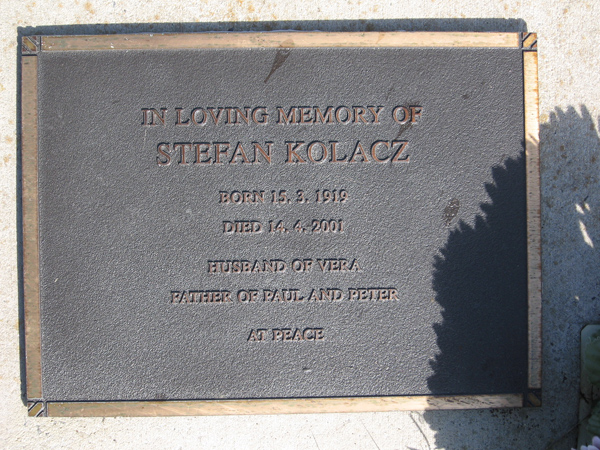 IN LOVING MEMORY OF
STEFAN KOLACZ
BORN 15. 3. 1919
DIED 14. 4. 2001
HUSBAND OF VERA
FATHER OF PAUL AND PETER
AT PEACE